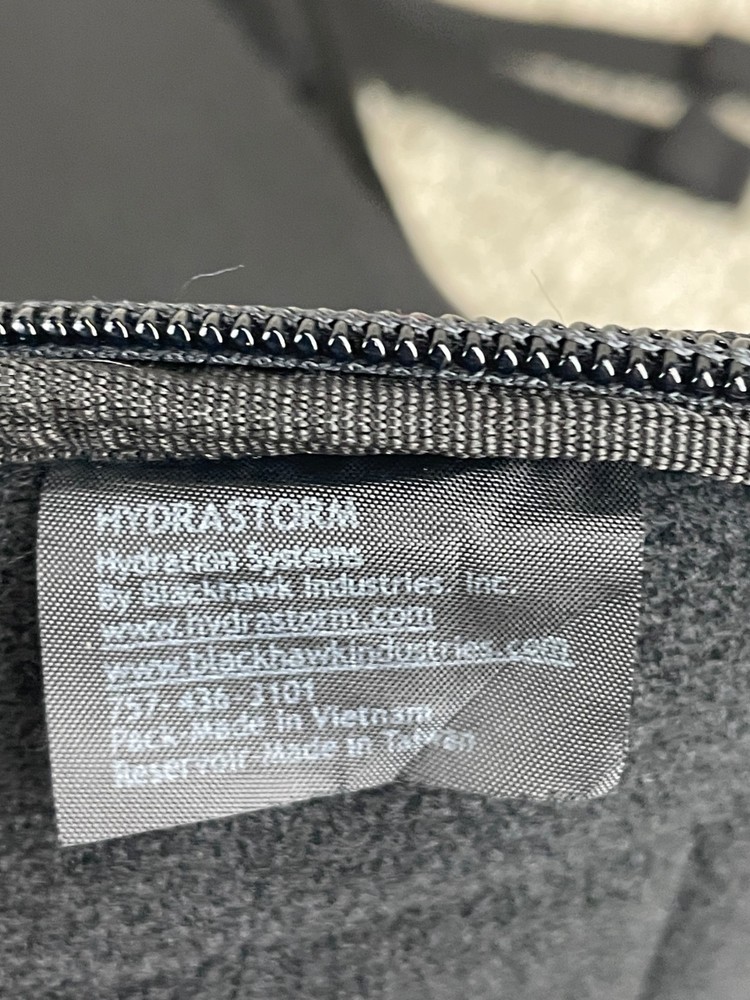 HYDRASTORM
Hydration Systems
By Blackhawk Industries, Inc.
www.hydrastorm.com
www.blackhawkindustries.com
757-436-3101
Pack Made in Vietnam
Reservoir Made in Taiwan